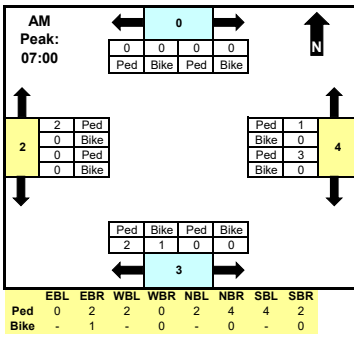 AM
Peak:
07:00
0
N
0 0 0 0
Ped Bike Ped Bike
2
2 Ped
0 Bike
0 Ped
0 Bike
Ped 1
Bike 0
Ped 3
Bike 0
4
Ped Bike Ped Bike
2 1 0 0
3
EBL EBR WBL WBR NBL NBR SBL SBR
Ped 0 2 2 0 2 4 4 2
Bike - 1 - 0 - 0 - 0